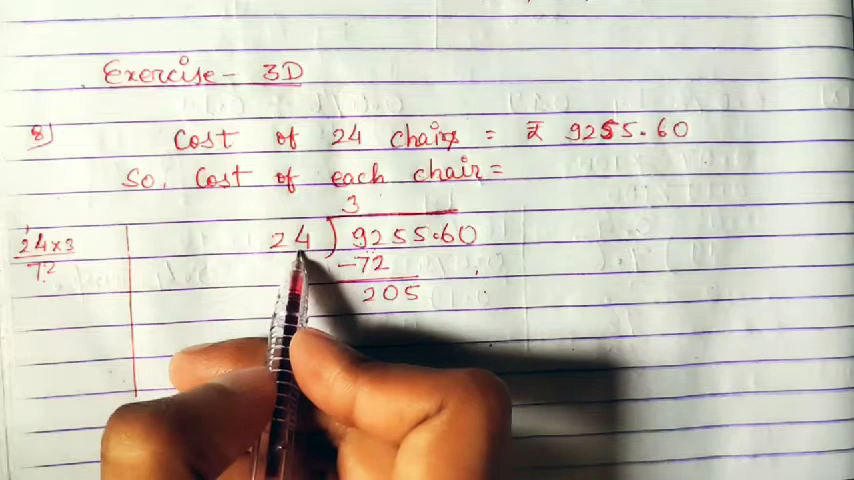 Exercise - 3D
8) Cost of 24 chairs = ₹ 9255.60
So, Cost of each chair =
3
24 ) 9255.60
24x3
-72
72
205